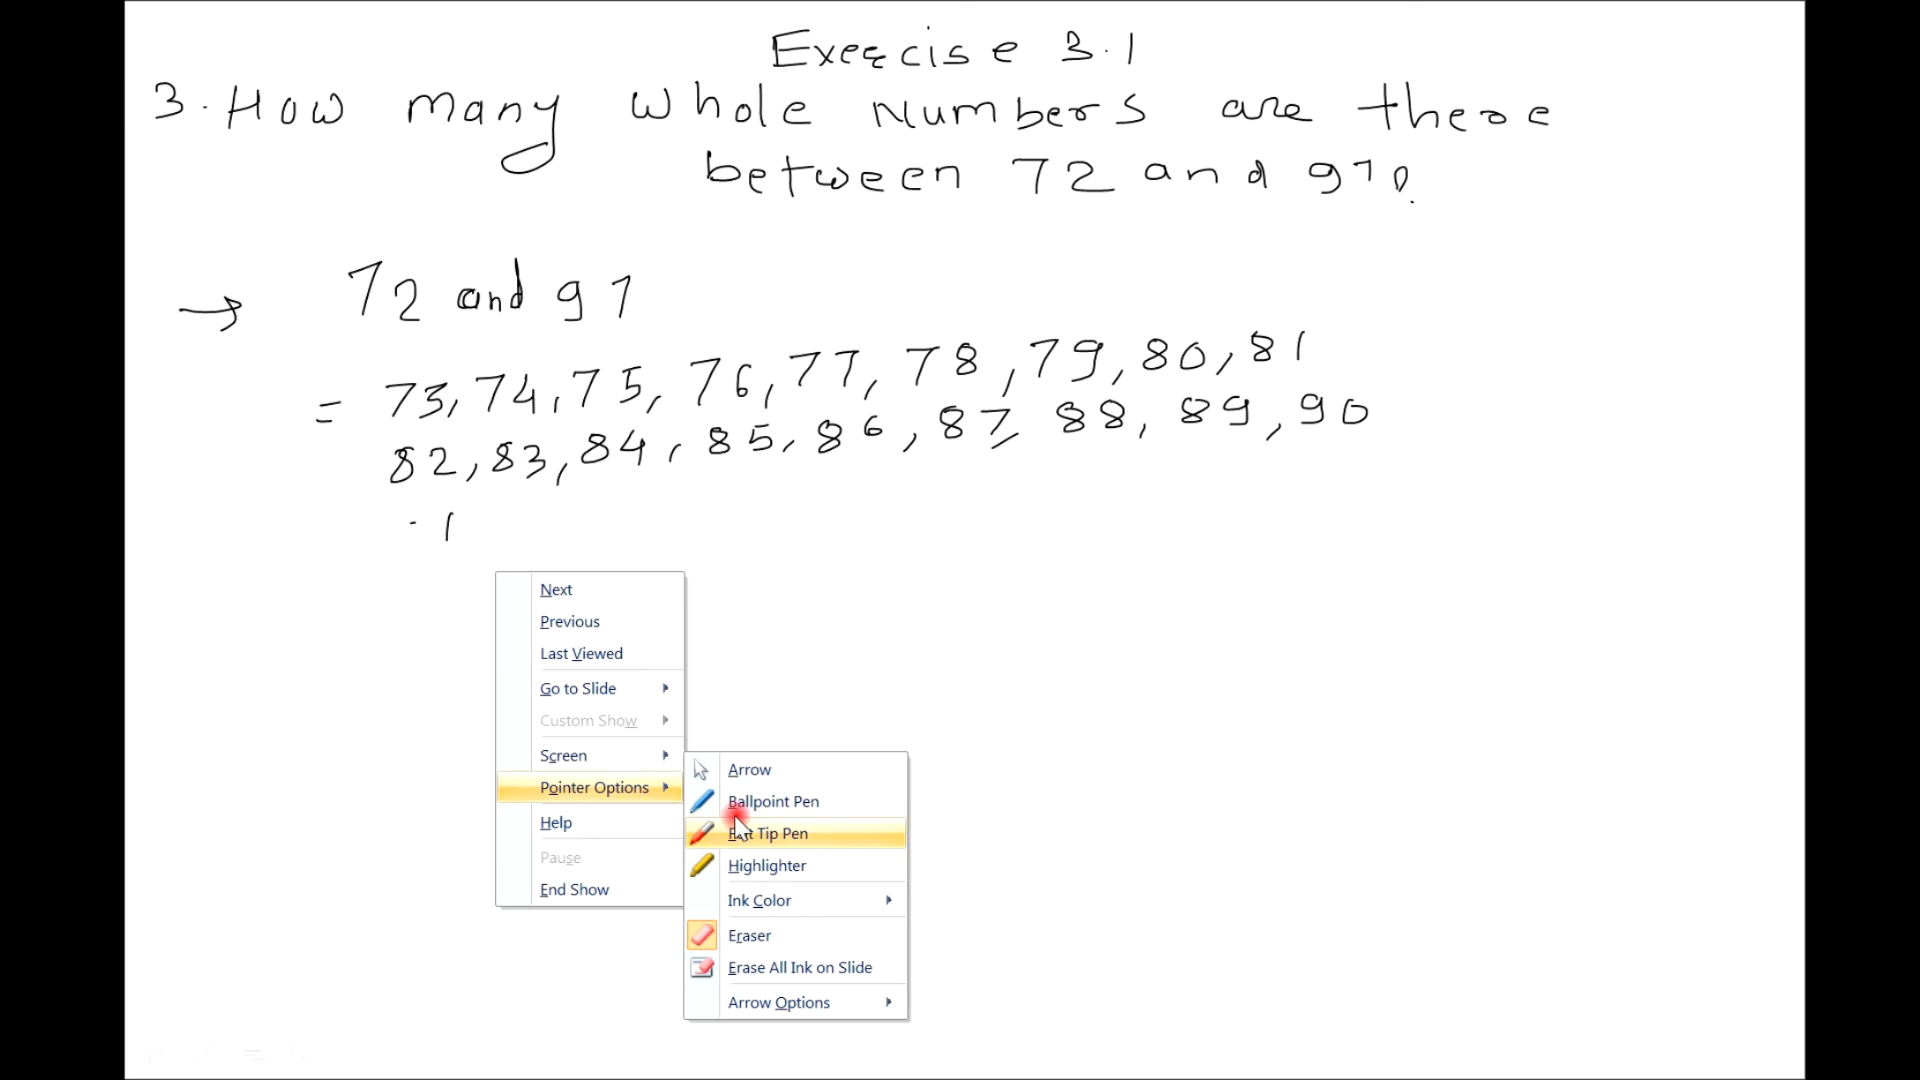 Exercise 3.1
3. How many whole Numbers are there
between 72 and 97?
→ 72 and 97
= 73, 74, 75, 76, 77, 78, 79, 80, 81
82, 83, 84, 85, 86, 87, 88, 89, 90
Next
Previous
Last Viewed
Go to Slide
Custom Show
Screen
Pointer Options
Help
Pause
End Show
Arrow
Ballpoint Pen
Tip Pen
Highlighter
Ink Color
Eraser
Erase All Ink on Slide
Arrow Options